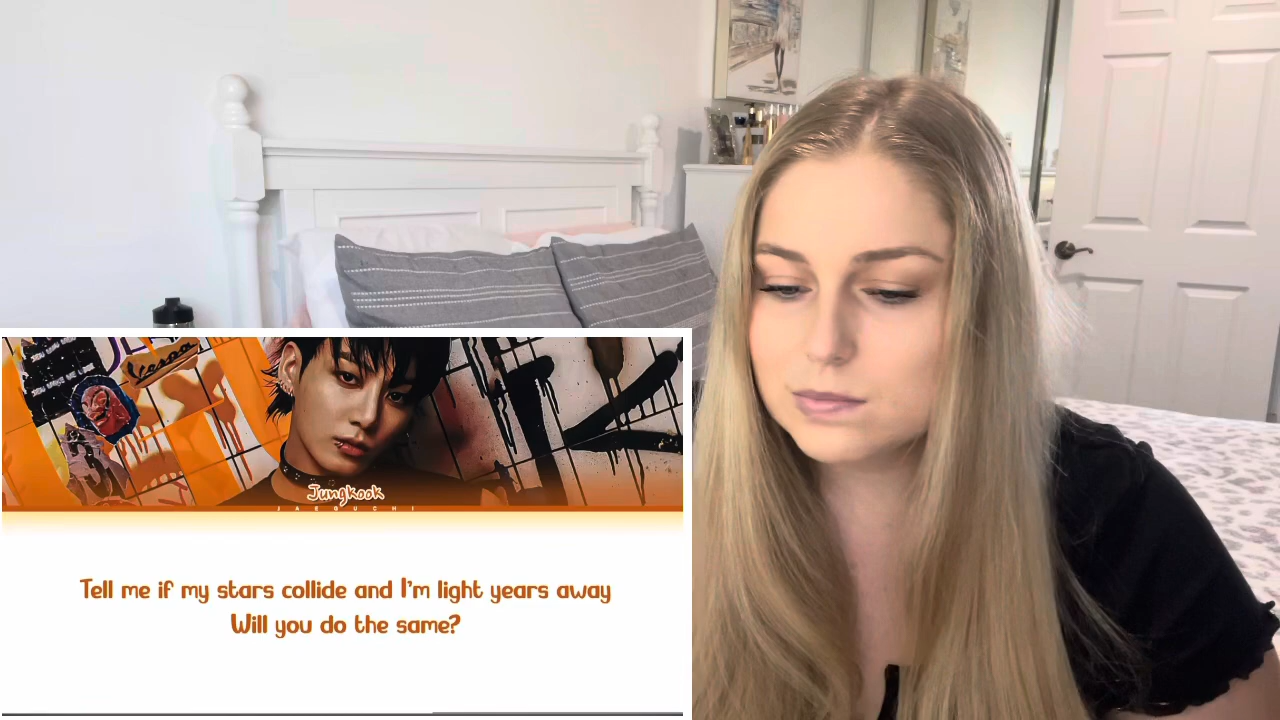 Vespa
Jungkook
JAEGUCHI
Tell me if my stars collide and I'm light years away
Will you do the same?